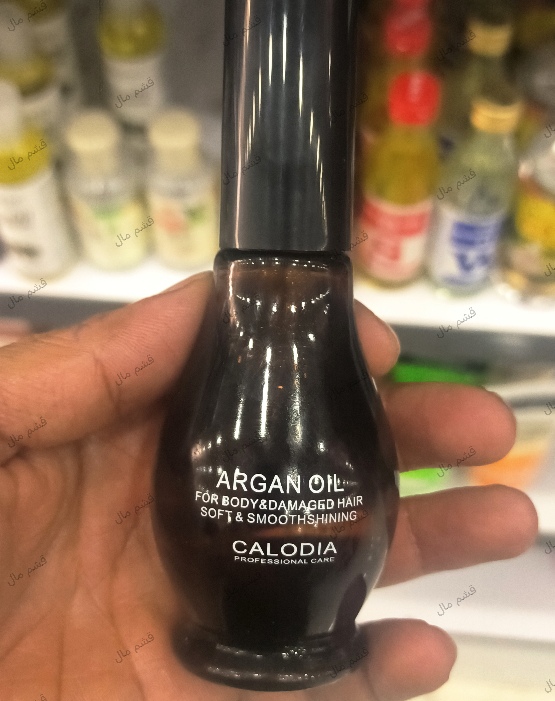 ARGAN OIL
FOR BODY&DAMAGED HAIR
SOFT & SMOOTHSHINING
CALODIA
PROFESSIONAL CARE
قشم مال